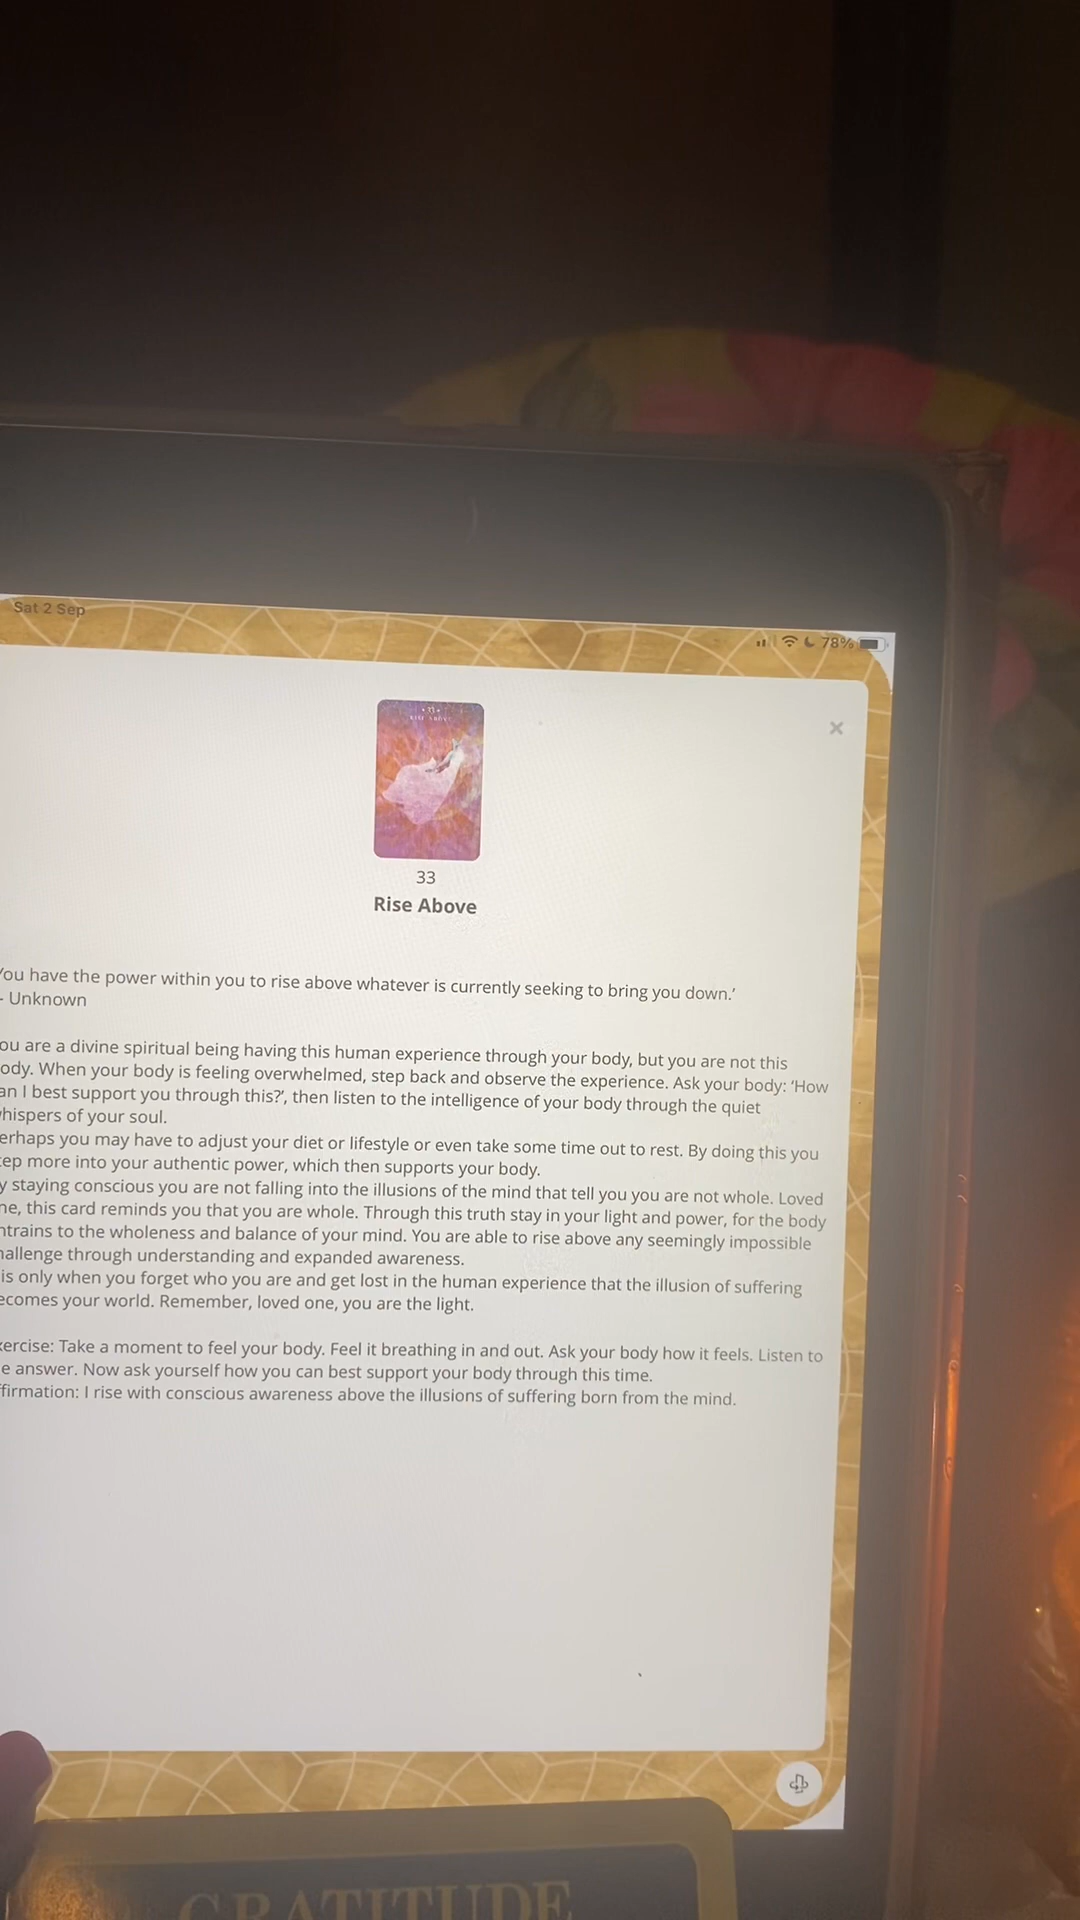 Sat 2 Sep
78%
33
Rise Above
You have the power within you to rise above whatever is currently seeking to bring you down.’
- Unknown
ou are a divine spiritual being having this human experience through your body, but you are not this
ody. When your body is feeling overwhelmed, step back and observe the experience. Ask your body: ‘How
an I best support you through this?’, then listen to the intelligence of your body through the quiet
hispers of your soul.
erhaps you may have to adjust your diet or lifestyle or even take some time out to rest. By doing this you
tep more into your authentic power, which then supports your body.
y staying conscious you are not falling into the illusions of the mind that tell you you are not whole. Loved
ne, this card reminds you that you are whole. Through this truth stay in your light and power, for the body
ntrains to the wholeness and balance of your mind. You are able to rise above any seemingly impossible
hallenge through understanding and expanded awareness.
is only when you forget who you are and get lost in the human experience that the illusion of suffering
ecomes your world. Remember, loved one, you are the light.
xercise: Take a moment to feel your body. Feel it breathing in and out. Ask your body how it feels. Listen to
e answer. Now ask yourself how you can best support your body through this time.
ffirmation: I rise with conscious awareness above the illusions of suffering born from the mind.
GRATITUDE